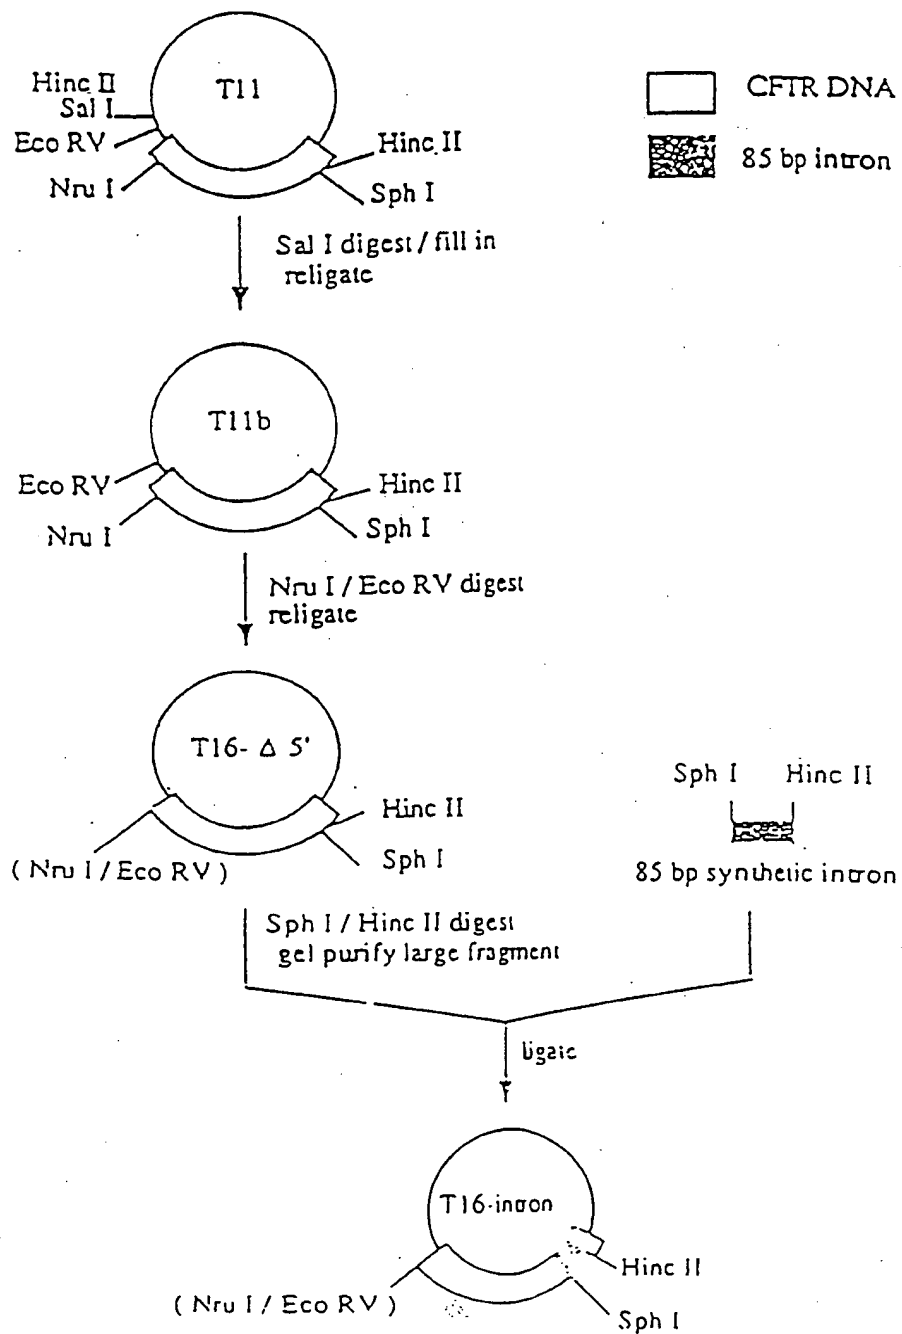 T11
Hinc II
Sal I
Eco RV
Nru I
Hinc II
Sph I
CFTR DNA
85 bp intron
Sal I digest / fill in
religate
T11b
Eco RV
Nru I
Hinc II
Sph I
Nru I / Eco RV digest
religate
T16- Δ 5'
Hinc II
Sph I
( Nru I / Eco RV )
Sph I Hinc II
85 bp synthetic intron
Sph I / Hinc II digest
gel purify large fragment
ligate
T16-intron
Hinc II
Sph I
( Nru I / Eco RV )